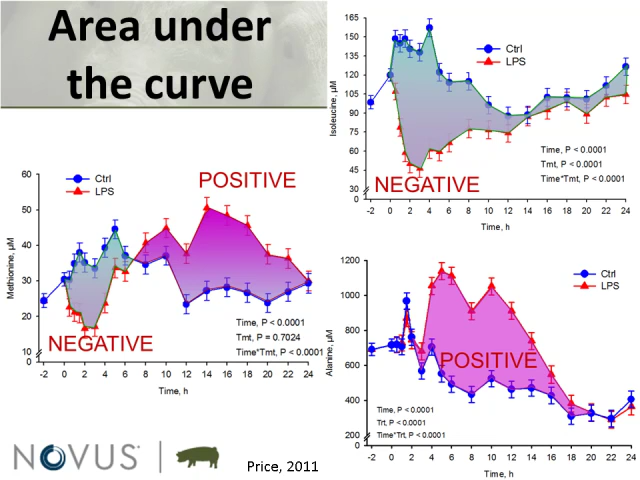 Area under
the curve
165
150
135
120
105
90
75
60
45
30
0
Isoleucine, µM
Ctrl
LPS
Time, P < 0.0001
Tmt, P < 0.0001
Time*Tmt, P < 0.0001
NEGATIVE
-2 0 2 4 6 8 10 12 14 16 18 20 22 24
Time, h
60
50
40
30
20
10
0
Methionine, µM
Ctrl
LPS
POSITIVE
NEGATIVE
Time, P < 0.0001
Tmt, P = 0.7024
Time*Tmt, P < 0.0001
-2 0 2 4 6 8 10 12 14 16 18 20 22 24
Time, h
1200
1000
800
600
400
200
0
Alanine, µM
Ctrl
LPS
POSITIVE
Time, P < 0.0001
Trt, P < 0.0001
Time*Trt, P < 0.0001
-2 0 2 4 6 8 10 12 14 16 18 20 22 24
Time, h
NOVUS®
Price, 2011